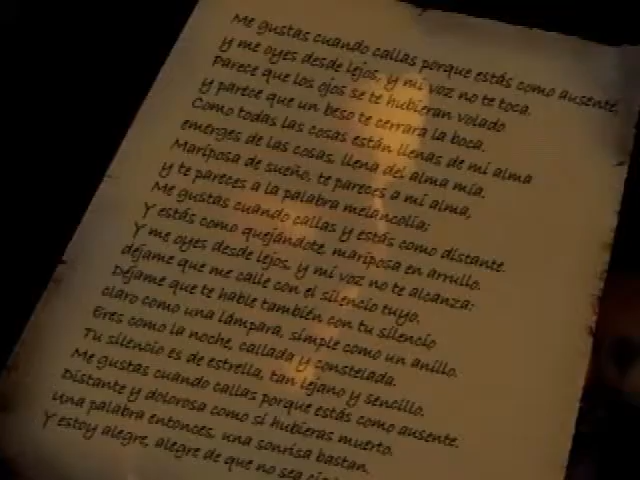 Me gustas cuando callas porque estás como ausente,
y me oyes desde lejos, y mi voz no te toca.
Parece que los ojos se te hubieran volado
y parece que un beso te cerrara la boca.
Como todas las cosas están llenas de mi alma
emerges de las cosas, llena del alma mía.
Mariposa de sueño, te pareces a mi alma,
y te pareces a la palabra melancolía;
Me gustas cuando callas y estás como distante.
Y estás como quejándote, mariposa en arrullo.
Y me oyes desde lejos, y mi voz no te alcanza:
déjame que me calle con el silencio tuyo.
Déjame que te hable también con tu silencio
claro como una lámpara, simple como un anillo.
Eres como la noche, callada y constelada.
Tu silencio es de estrella, tan lejano y sencillo.
Me gustas cuando callas porque estás como ausente.
Distante y dolorosa como si hubieras muerto.
Una palabra entonces, una sonrisa bastan.
Y estoy alegre, alegre de que no sea